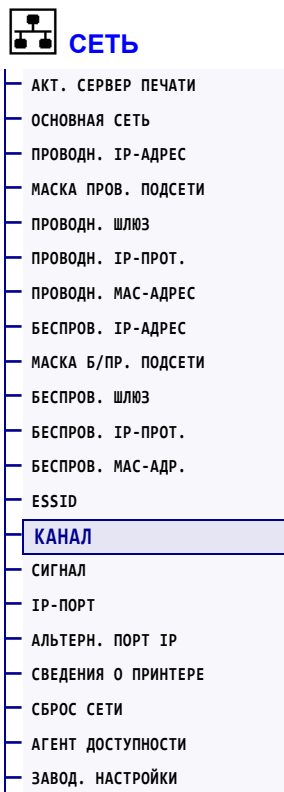 СЕТЬ
АКТ. СЕРВЕР ПЕЧАТИ
ОСНОВНАЯ СЕТЬ
ПРОВОДН. IP-АДРЕС
МАСКА ПРОВ. ПОДСЕТИ
ПРОВОДН. ШЛЮЗ
ПРОВОДН. IP-ПРОТ.
ПРОВОДН. MAC-АДРЕС
БЕСПРОВ. IP-АДРЕС
МАСКА Б/ПР. ПОДСЕТИ
БЕСПРОВ. ШЛЮЗ
БЕСПРОВ. IP-ПРОТ.
БЕСПРОВ. MAC-АДР.
ESSID
КАНАЛ
СИГНАЛ
IP-ПОРТ
АЛЬТЕРН. ПОРТ IP
СВЕДЕНИЯ О ПРИНТЕРЕ
СБРОС СЕТИ
АГЕНТ ДОСТУПНОСТИ
ЗАВОД. НАСТРОЙКИ